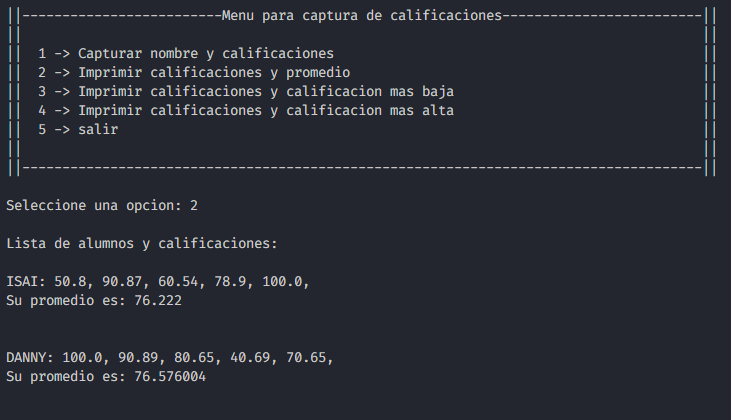 ||-------------------------Menu para captura de calificaciones-------------------------||
||                                                                                     ||
||  1 -> Capturar nombre y calificaciones                                              ||
||  2 -> Imprimir calificaciones y promedio                                            ||
||  3 -> Imprimir calificaciones y calificacion mas baja                               ||
||  4 -> Imprimir calificaciones y calificacion mas alta                               ||
||  5 -> salir                                                                         ||
||                                                                                     ||
||-------------------------------------------------------------------------------------||
Seleccione una opcion: 2
Lista de alumnos y calificaciones:
ISAI: 50.8, 90.87, 60.54, 78.9, 100.0,
Su promedio es: 76.222
DANNY: 100.0, 90.89, 80.65, 40.69, 70.65,
Su promedio es: 76.576004